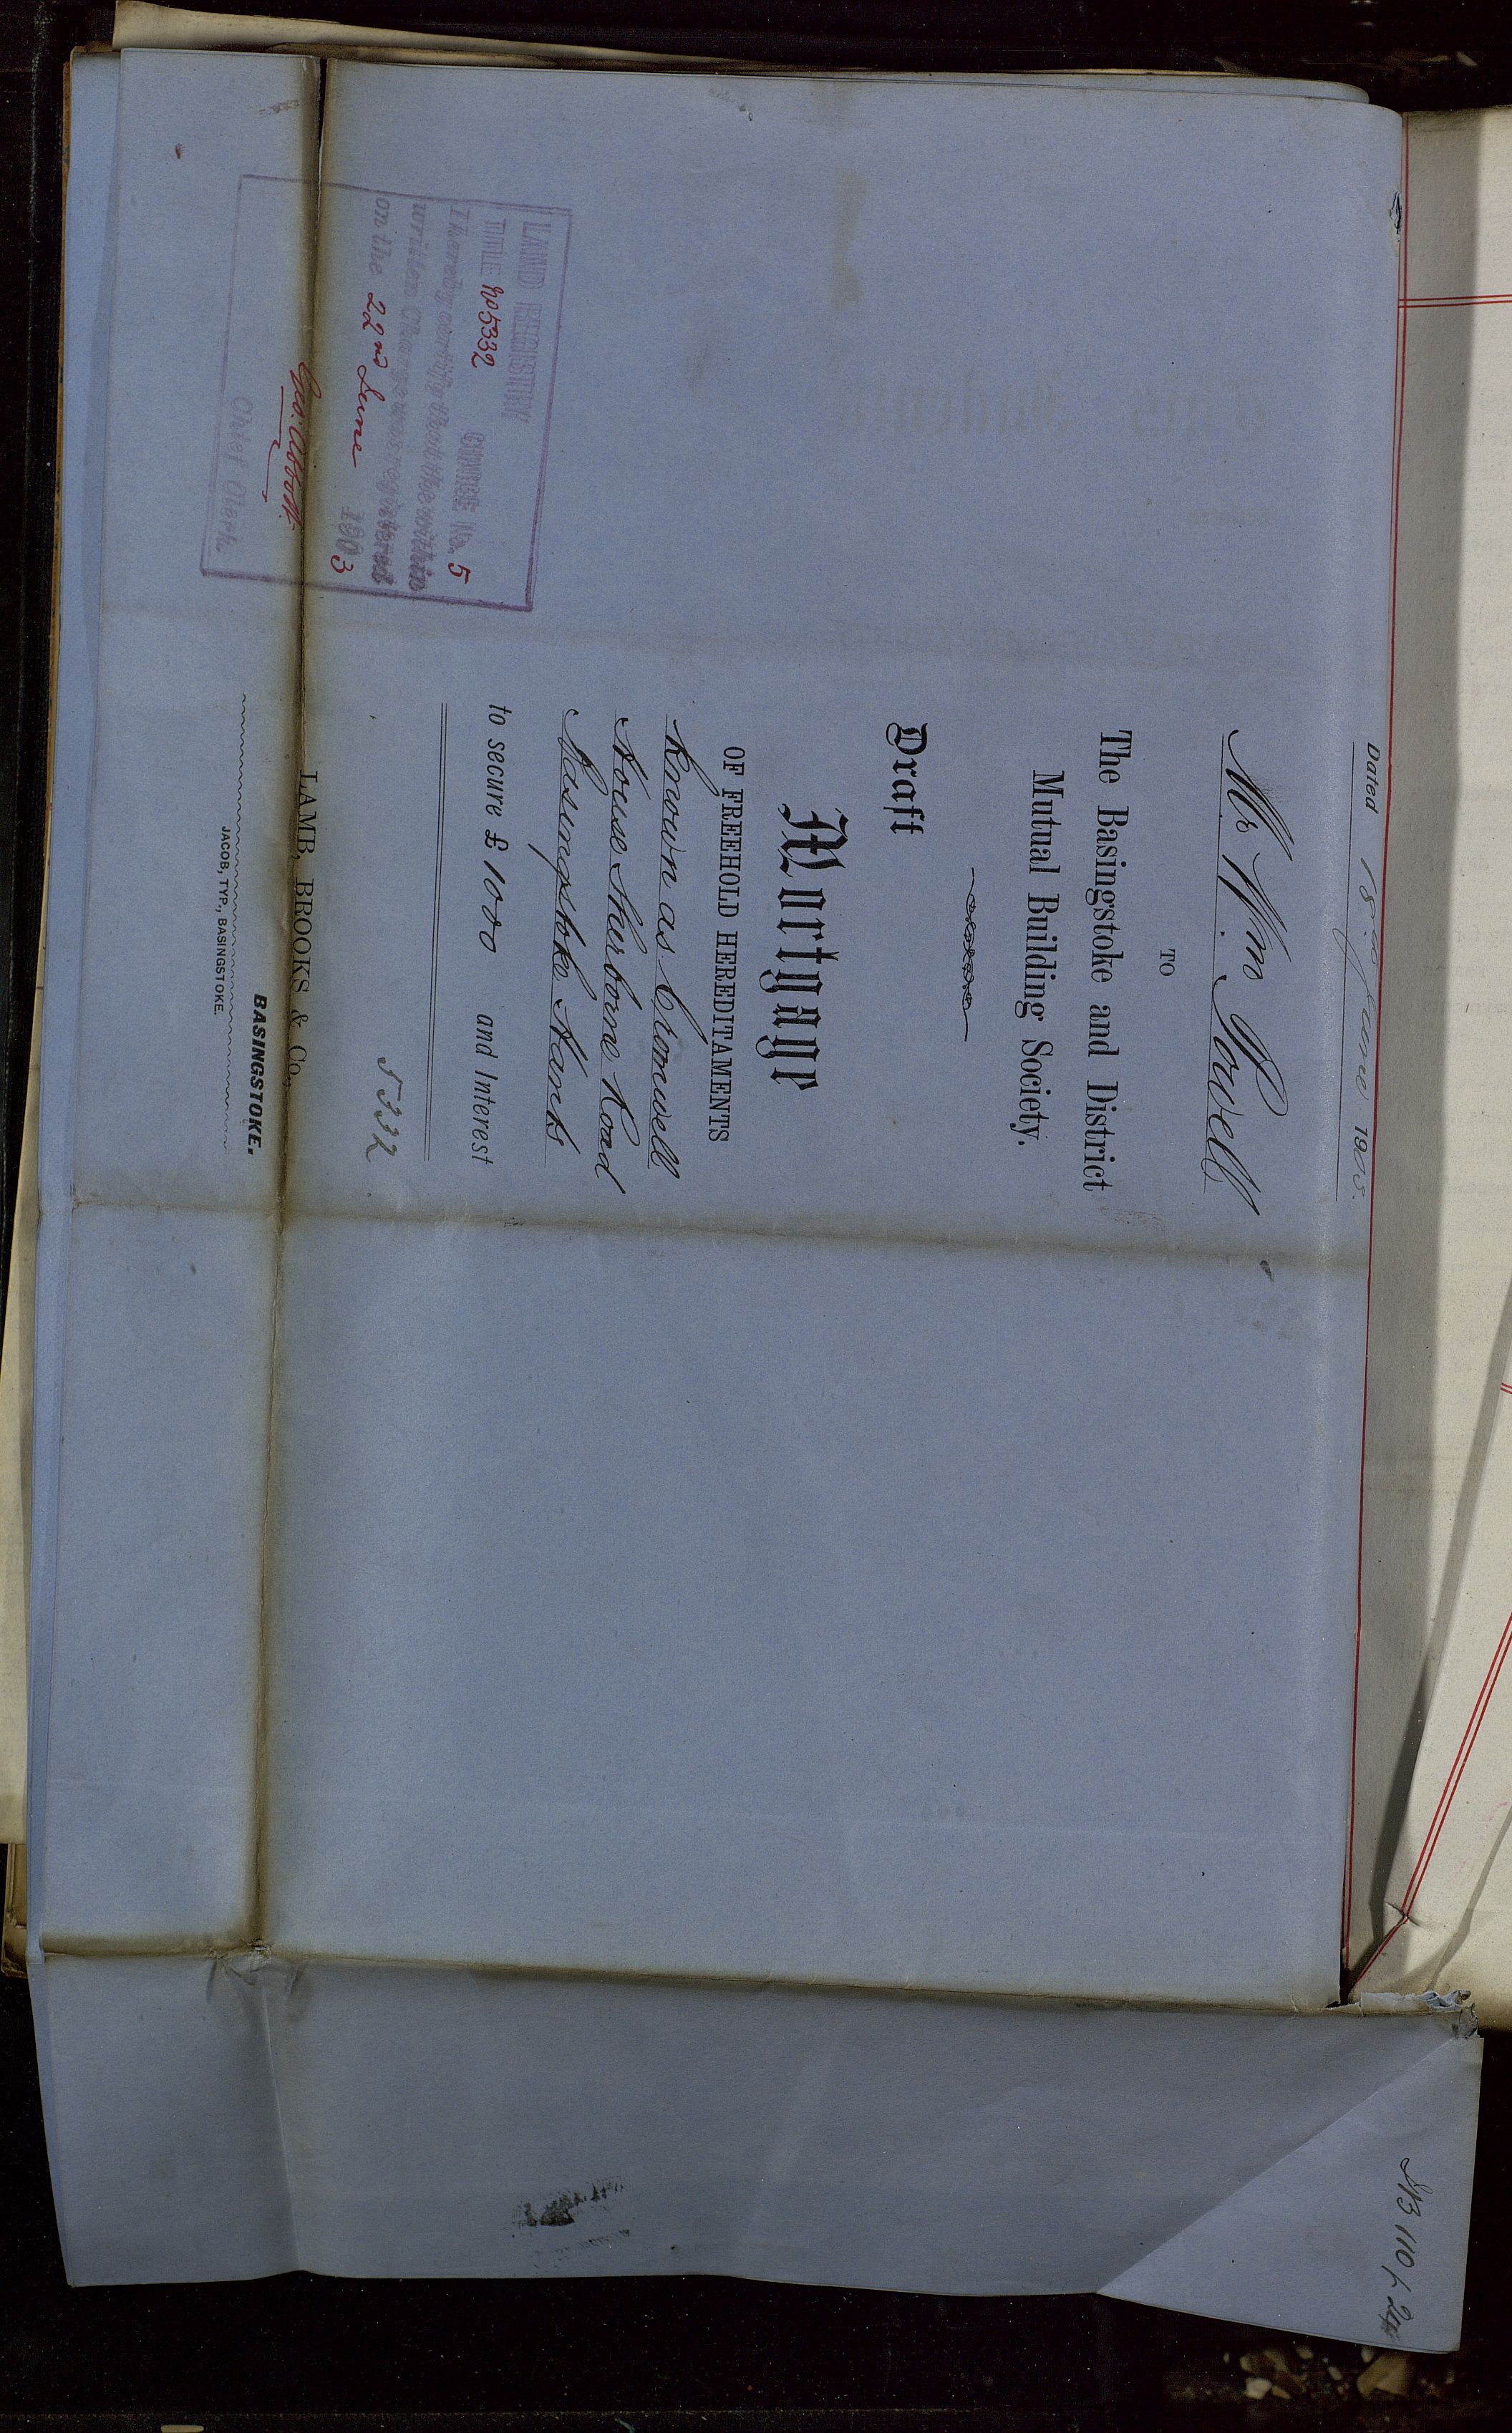 Dated 18th June 1903.
Mr. Wm. Powell
TO
The Basingstoke and District
Mutual Building Society.
Draft
Mortgage
OF FREEHOLD HEREDITAMENTS
known as Cromwell
House Sherborne Road
Basingstoke Hants
to secure £ 1000 and Interest
5332
LAMB, BROOKS & Co.,
BASINGSTOKE.
JACOB, TYP., BASINGSTOKE.
LAND REGISTRY
TITLE No 5332 CHARGE No. 5
I hereby certify that the within
written Charge was registered
on the 22nd June 1903
Geo. Abbott.
Chief Clerk.